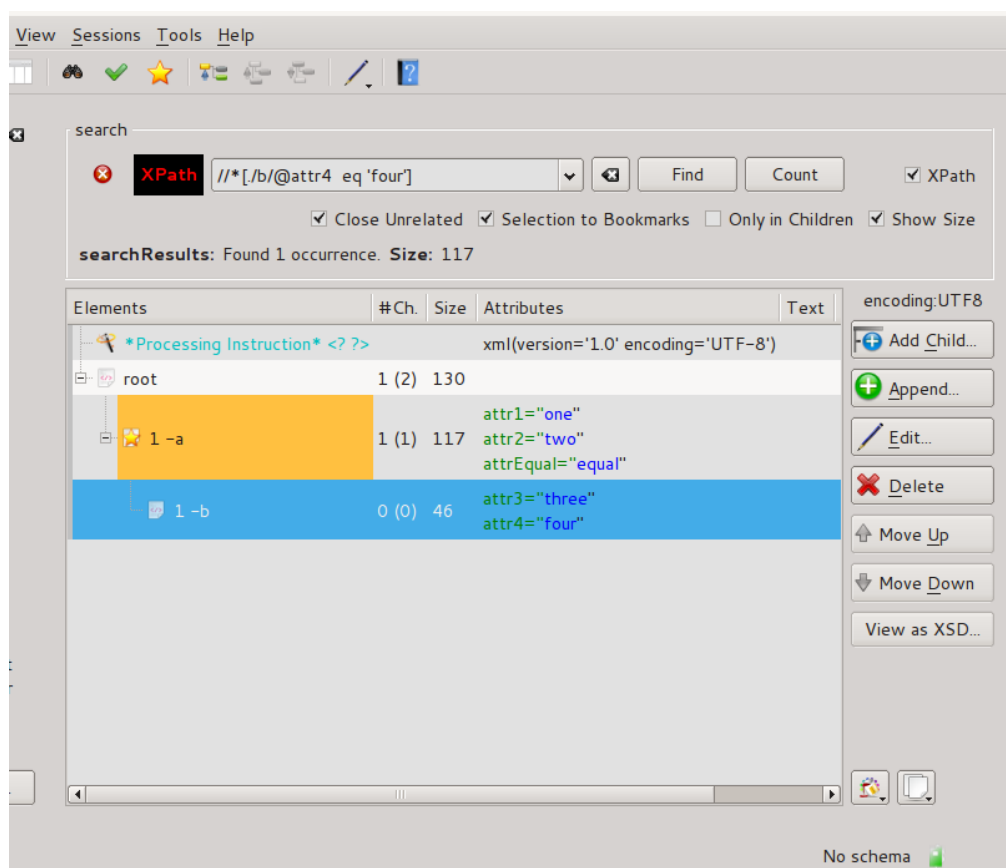 View Sessions Tools Help
search
XPath //*[./b/@attr4 eq 'four'] Find Count XPath
Close Unrelated Selection to Bookmarks Only in Children Show Size
searchResults: Found 1 occurrence. Size: 117
Elements #Ch. Size Attributes Text
*Processing Instruction* <? ?> xml(version='1.0' encoding='UTF-8')
root 1 (2) 130
1 -a 1 (1) 117 attr1="one"
attr2="two"
attrEqual="equal"
1 -b 0 (0) 46 attr3="three"
attr4="four"
encoding:UTF8
Add Child...
Append...
Edit...
Delete
Move Up
Move Down
View as XSD...
No schema